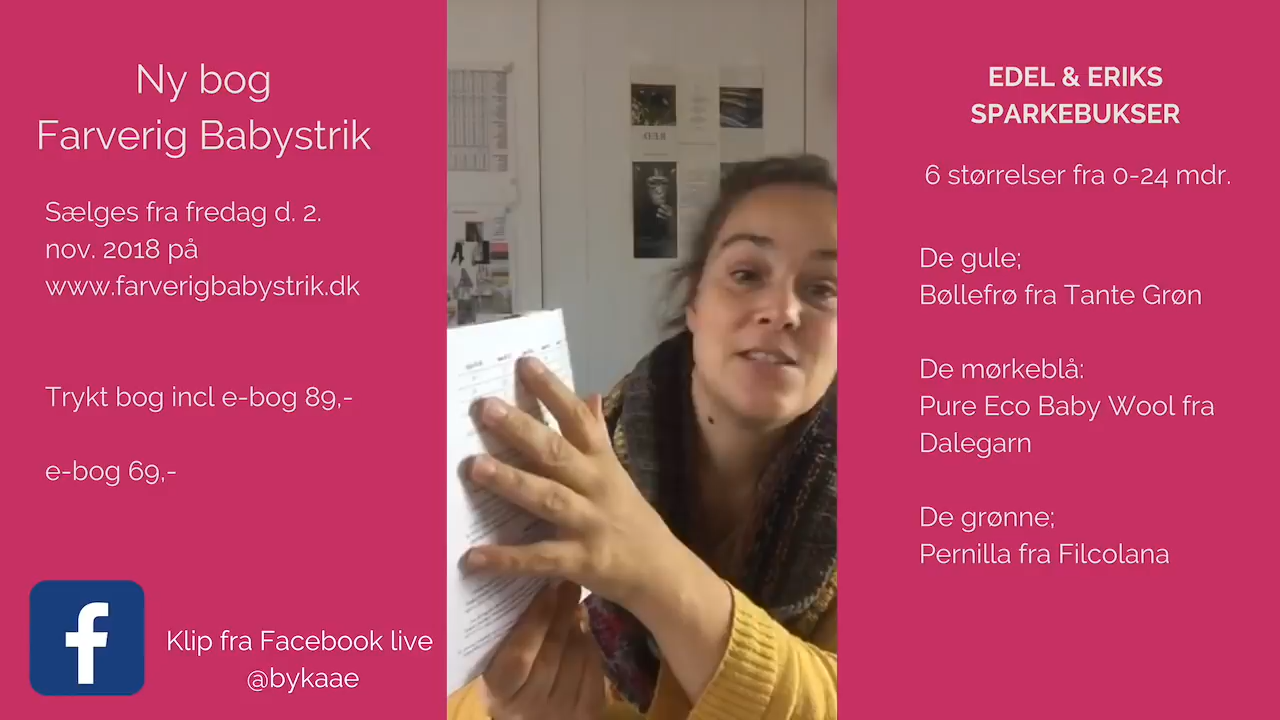 Ny bog
Farverig Babystrik
Sælges fra fredag d. 2.
nov. 2018 på
www.farverigbabystrik.dk
Trykt bog incl e-bog 89,-
e-bog 69,-
Klip fra Facebook live
@bykaae
EDEL & ERIKS
SPARKEBUKSER
6 størrelser fra 0-24 mdr.
De gule;
Bøllefrø fra Tante Grøn
De mørkeblå:
Pure Eco Baby Wool fra
Dalegarn
De grønne;
Pernilla fra Filcolana